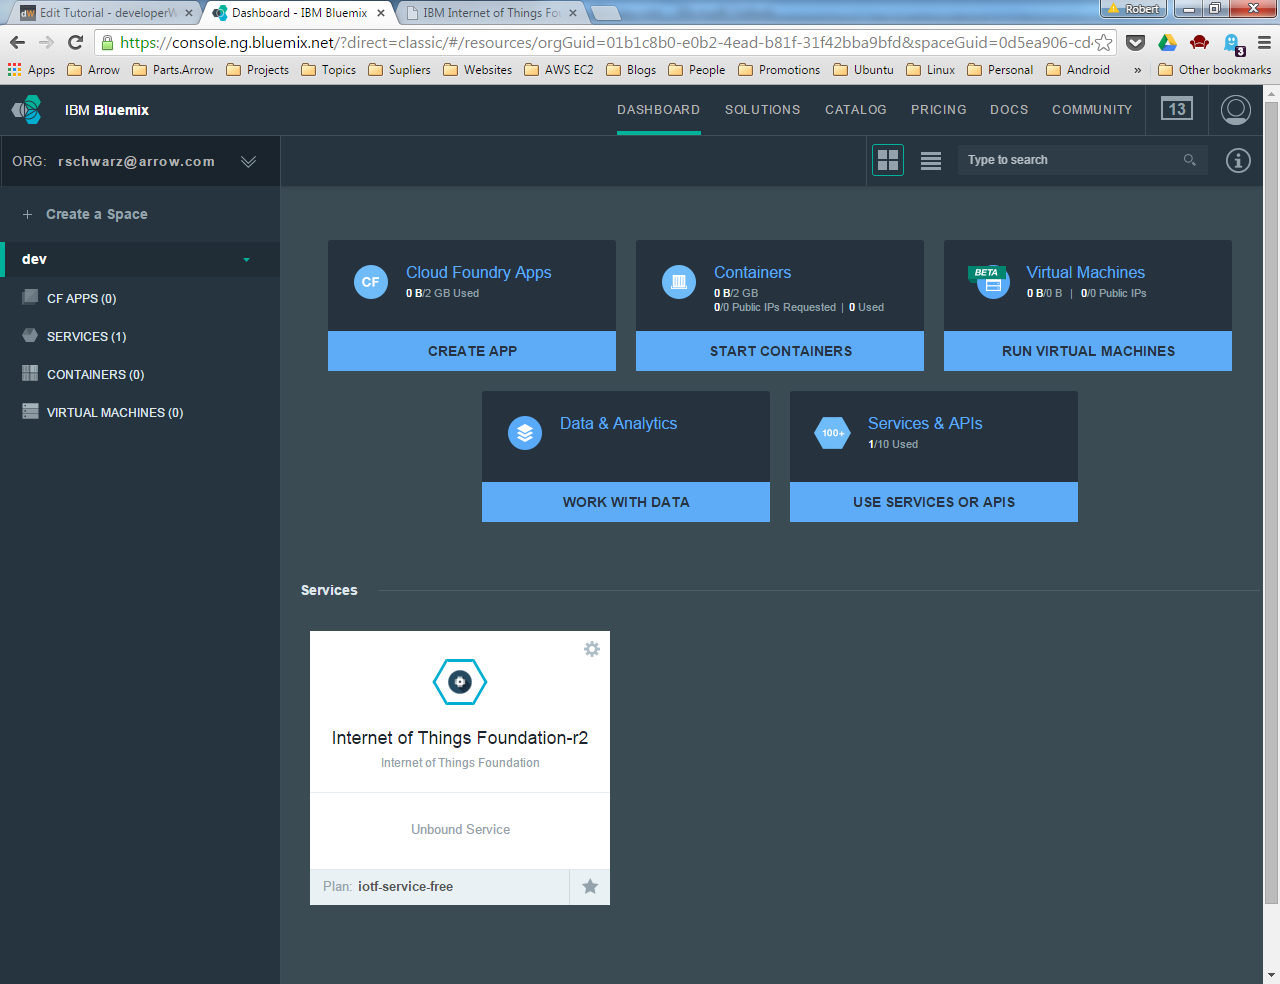 Edit Tutorial - developerW
Dashboard - IBM Bluemix
IBM Internet of Things Fou
Robert
https://console.ng.bluemix.net/?direct=classic/#/resources/orgGuid=01b1c8b0-e0b2-4ead-b81f-31f42bba9bfd&spaceGuid=0d5ea906-cd
3
Apps Arrow Parts.Arrow Projects Topics Supliers Websites AWS EC2 Blogs People Promotions Ubuntu Linux Personal Android » Other bookmarks
IBM Bluemix
DASHBOARD SOLUTIONS CATALOG PRICING DOCS COMMUNITY 13
ORG: rschwarz@arrow.com
Type to search
+ Create a Space
dev
CF APPS (0)
SERVICES (1)
CONTAINERS (0)
VIRTUAL MACHINES (0)
CF
Cloud Foundry Apps
0 B/2 GB Used
CREATE APP
Containers
0 B/2 GB
0/0 Public IPs Requested | 0 Used
START CONTAINERS
BETA
Virtual Machines
0 B/0 B | 0/0 Public IPs
RUN VIRTUAL MACHINES
Data & Analytics
WORK WITH DATA
100+
Services & APIs
1/10 Used
USE SERVICES OR APIS
Services
Internet of Things Foundation-r2
Internet of Things Foundation
Unbound Service
Plan: iotf-service-free